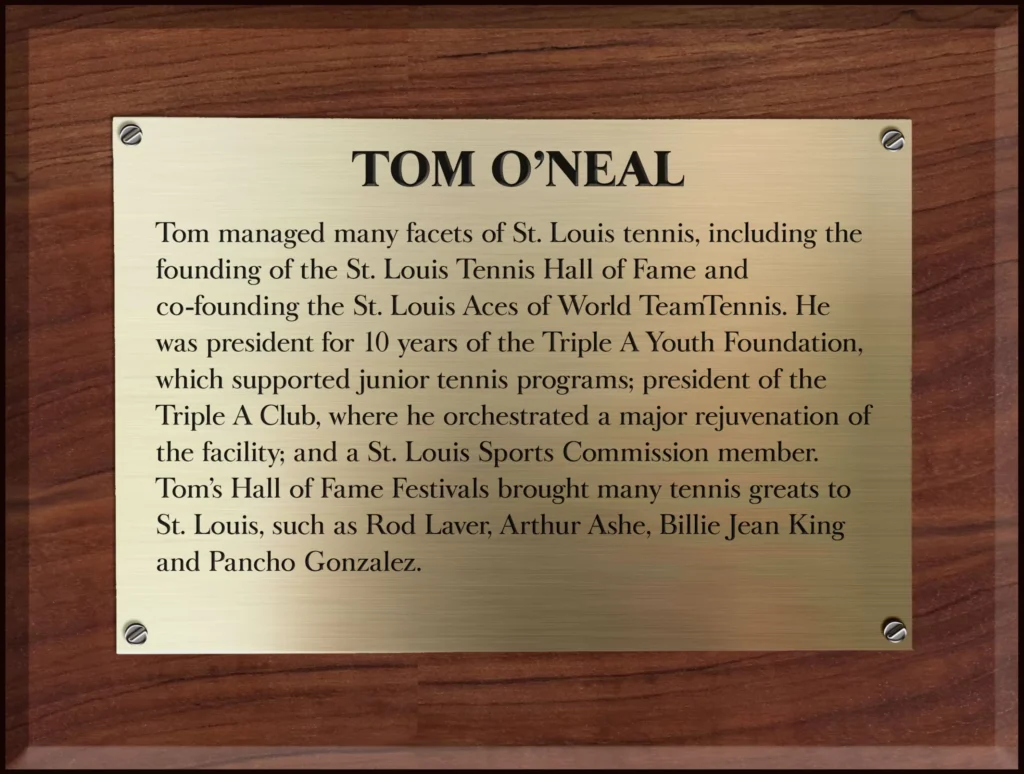 TOM O’NEAL
Tom managed many facets of St. Louis tennis, including the
founding of the St. Louis Tennis Hall of Fame and
co-founding the St. Louis Aces of World TeamTennis. He
was president for 10 years of the Triple A Youth Foundation,
which supported junior tennis programs; president of the
Triple A Club, where he orchestrated a major rejuvenation of
the facility; and a St. Louis Sports Commission member.
Tom’s Hall of Fame Festivals brought many tennis greats to
St. Louis, such as Rod Laver, Arthur Ashe, Billie Jean King
and Pancho Gonzalez.